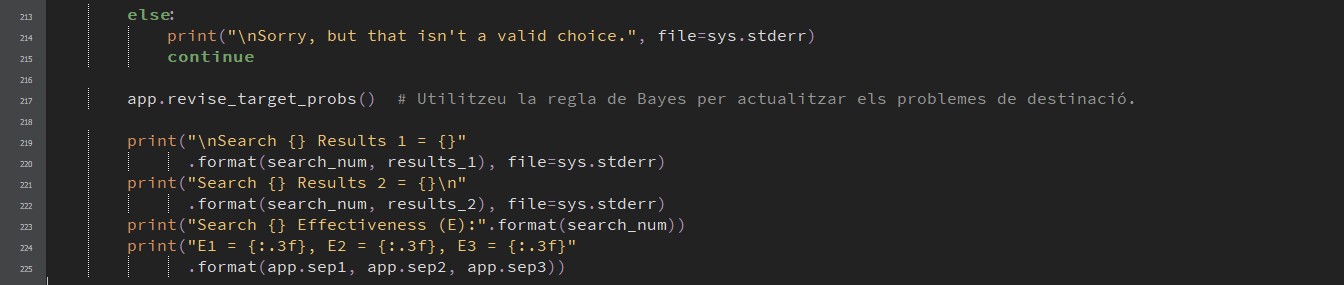 213 else:
214 print("\nSorry, but that isn't a valid choice.", file=sys.stderr)
215 continue
216
217 app.revise_target_probs()  # Utilitzeu la regla de Bayes per actualitzar els problemes de destinació.
218
219 print("\nSearch {} Results 1 = {}"
220 .format(search_num, results_1), file=sys.stderr)
221 print("Search {} Results 2 = {}\n"
222 .format(search_num, results_2), file=sys.stderr)
223 print("Search {} Effectiveness (E):".format(search_num))
224 print("E1 = {:.3f}, E2 = {:.3f}, E3 = {:.3f}"
225 .format(app.sep1, app.sep2, app.sep3))